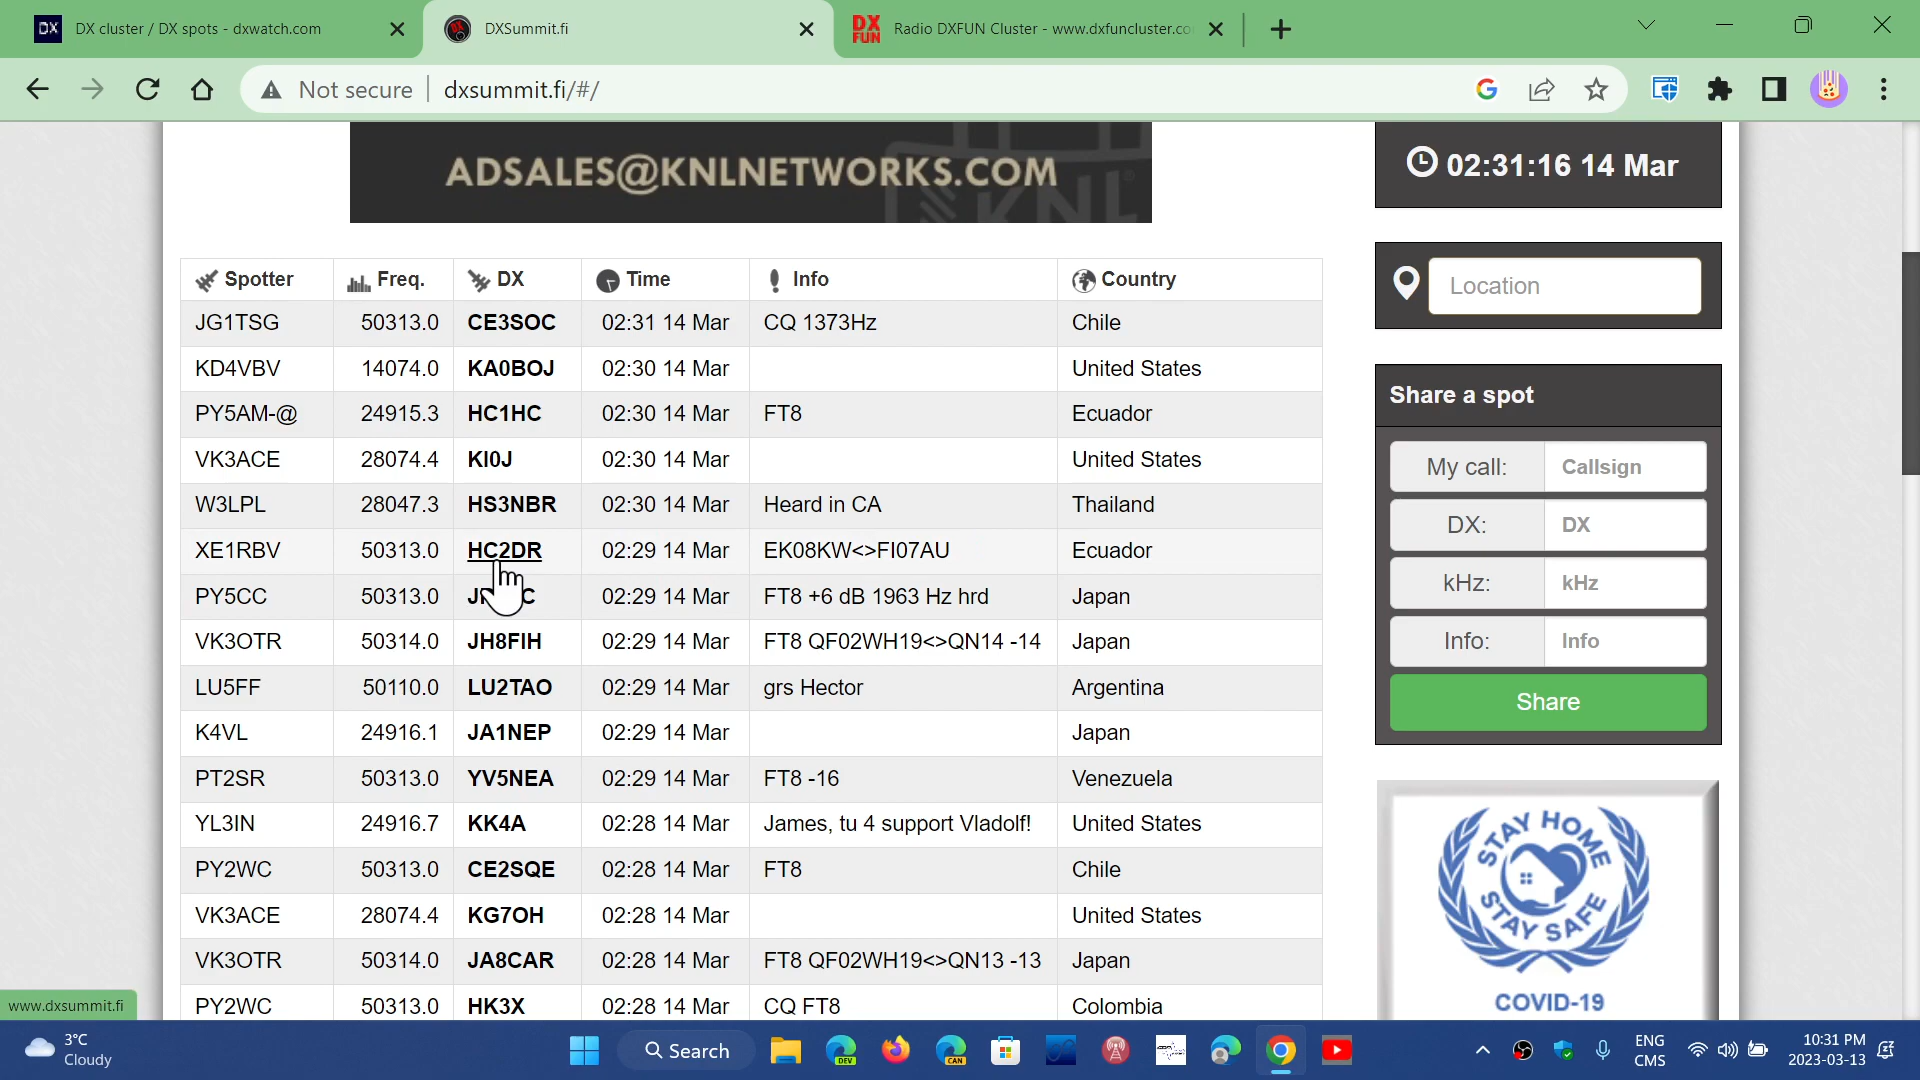 DX DX cluster / DX spots - dxwatch.com
DXSummit.fi
DX FUN Radio DXFUN Cluster - www.dxfuncluster.co
Not secure dxsummit.fi/#/
ADSALES@KNLNETWORKS.COM
KNL
02:31:16 14 Mar
Location
Spotter Freq. DX Time Info Country
JG1TSG 50313.0 CE3SOC 02:31 14 Mar CQ 1373Hz Chile
KD4VBV 14074.0 KA0BOJ 02:30 14 Mar United States
PY5AM-@ 24915.3 HC1HC 02:30 14 Mar FT8 Ecuador
VK3ACE 28074.4 KI0J 02:30 14 Mar United States
W3LPL 28047.3 HS3NBR 02:30 14 Mar Heard in CA Thailand
XE1RBV 50313.0 HC2DR 02:29 14 Mar EK08KW<>FI07AU Ecuador
PY5CC 50313.0 02:29 14 Mar FT8 +6 dB 1963 Hz hrd Japan
VK3OTR 50314.0 JH8FIH 02:29 14 Mar FT8 QF02WH19<>QN14 -14 Japan
LU5FF 50110.0 LU2TAO 02:29 14 Mar grs Hector Argentina
K4VL 24916.1 JA1NEP 02:29 14 Mar Japan
PT2SR 50313.0 YV5NEA 02:29 14 Mar FT8 -16 Venezuela
YL3IN 24916.7 KK4A 02:28 14 Mar James, tu 4 support Vladolf! United States
PY2WC 50313.0 CE2SQE 02:28 14 Mar FT8 Chile
VK3ACE 28074.4 KG7OH 02:28 14 Mar United States
VK3OTR 50314.0 JA8CAR 02:28 14 Mar FT8 QF02WH19<>QN13 -13 Japan
PY2WC 50313.0 HK3X 02:28 14 Mar CQ FT8 Colombia
Share a spot
My call: Callsign
DX: DX
kHz: kHz
Info: Info
Share
STAY HOME
STAY SAFE
COVID-19
www.dxsummit.fi
3°C
Cloudy
Search
DEV
CAN
ENG
CMS
10:31 PM
2023-03-13